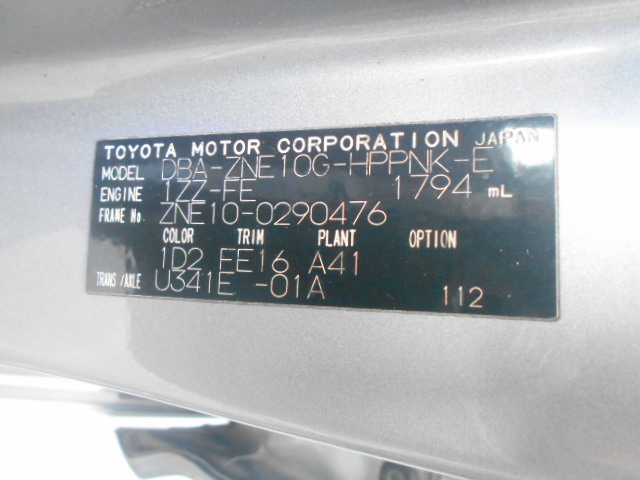 TOYOTA MOTOR CORPORATION JAPAN
MODEL DBA-ZNE10G-HPPNK-E
ENGINE 1ZZ-FE 1794 mL
FRAME No. ZNE10-0290476
COLOR TRIM PLANT OPTION
1D2 EE16 A41
TRANS/AXLE U341E -01A 112